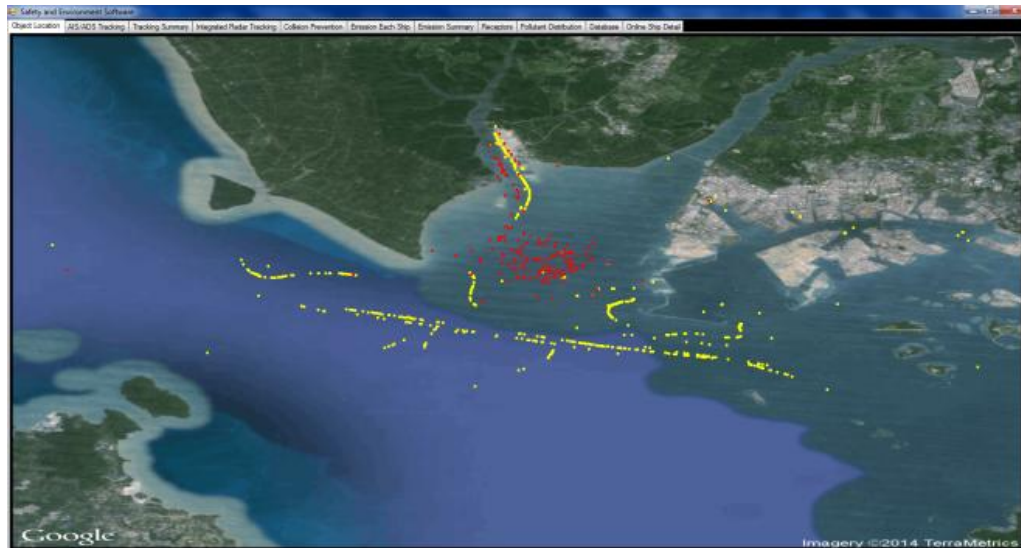 Safety and Environment Software
Object Location AIS/ADS Tracking Tracking Summary Integrated Radar Tracking Collision Prevention Emission Each Ship Emission Summary Receptors Pollutant Distribution Database Online Ship Detail
Google
Imagery ©2014 TerraMetrics